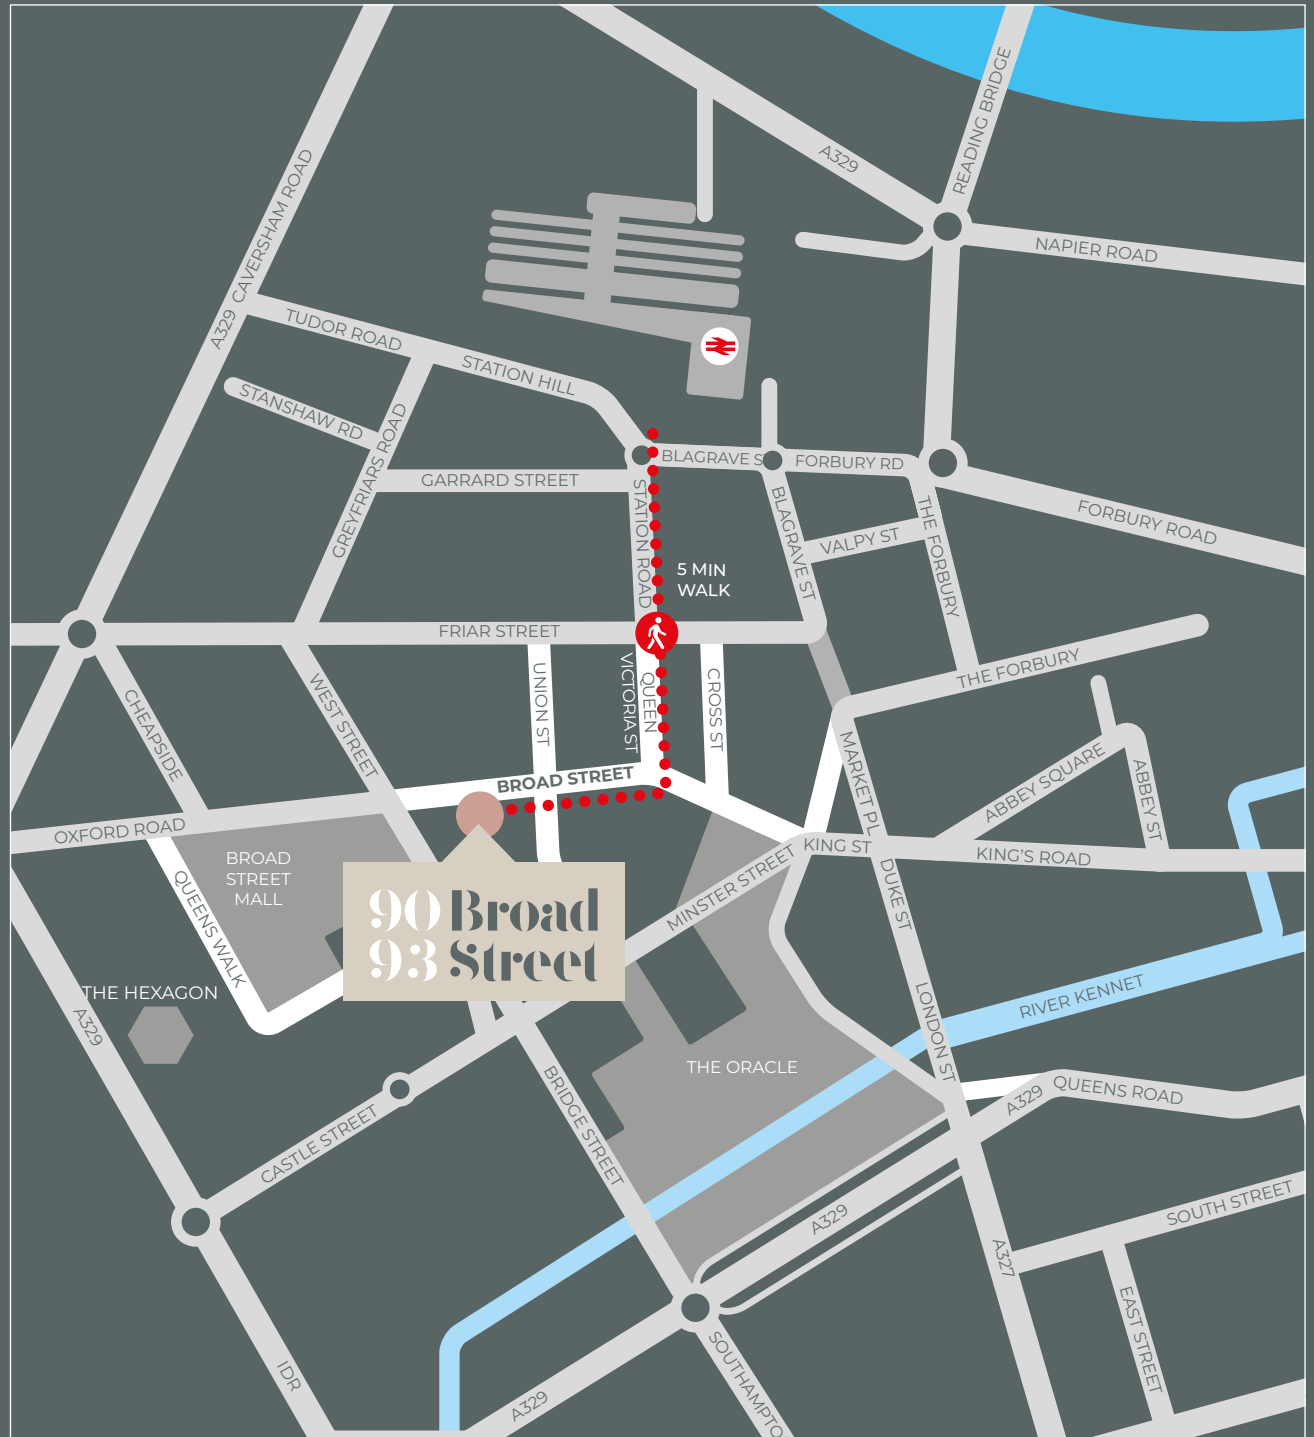 READING BRIDGE
A329
A329 CAVERSHAM ROAD
NAPIER ROAD
TUDOR ROAD
STATION HILL
STANSHAW RD
GREYFRIARS ROAD
BLAGRAVE S
FORBURY RD
GARRARD STREET
STATION ROAD
BLAGRAVE ST
THE FORBURY
FORBURY ROAD
VALPY ST
5 MIN
WALK
FRIAR STREET
THE FORBURY
UNION ST
QUEEN
VICTORIA ST
CROSS ST
CHEAPSIDE
WEST STREET
MARKET PL
ABBEY SQUARE
ABBEY ST
BROAD STREET
OXFORD ROAD
KING ST
KING'S ROAD
BROAD
STREET
MALL
QUEENS WALK
MINSTER STREET
DUKE ST
90 Broad
93 Street
THE HEXAGON
A329
LONDON ST
RIVER KENNET
THE ORACLE
BRIDGE STREET
A329
QUEENS ROAD
CASTLE STREET
A329
SOUTH STREET
A327
EAST STREET
IDR
A329
SOUTHAMPTO